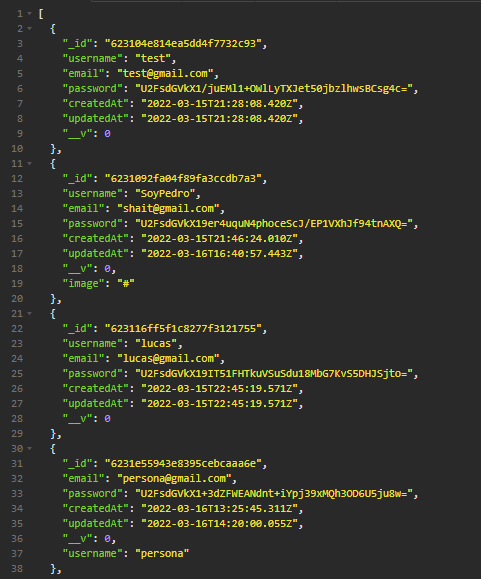 1 [
2 {
3 "_id": "623104e814ea5dd4f7732c93",
4 "username": "test",
5 "email": "test@gmail.com",
6 "password": "U2FsdGVkX1/juEMl1+OWlLyTXJet50jbzlhwsBCsg4c=",
7 "createdAt": "2022-03-15T21:28:08.420Z",
8 "updatedAt": "2022-03-15T21:28:08.420Z",
9 "__v": 0
10 },
11 {
12 "_id": "6231092fa04f89fa3ccdb7a3",
13 "username": "SoyPedro",
14 "email": "shait@gmail.com",
15 "password": "U2FsdGVkX19er4uquN4phoceScJ/EP1VXhJf94tnAXQ=",
16 "createdAt": "2022-03-15T21:46:24.010Z",
17 "updatedAt": "2022-03-16T16:40:57.443Z",
18 "__v": 0,
19 "image": "#"
20 },
21 {
22 "_id": "623116ff5f1c8277f3121755",
23 "username": "lucas",
24 "email": "lucas@gmail.com",
25 "password": "U2FsdGVkX19IT51FHTkuVSuSdu18MbG7KvS5DHJSjto=",
26 "createdAt": "2022-03-15T22:45:19.571Z",
27 "updatedAt": "2022-03-15T22:45:19.571Z",
28 "__v": 0
29 },
30 {
31 "_id": "6231e55943e8395cebcaaa6e",
32 "email": "persona@gmail.com",
33 "password": "U2FsdGVkX1+3dZFWEANdnt+iYpj39xMQh3OD6U5ju8w=",
34 "createdAt": "2022-03-16T13:25:45.311Z",
35 "updatedAt": "2022-03-16T14:20:00.055Z",
36 "__v": 0,
37 "username": "persona"
38 },